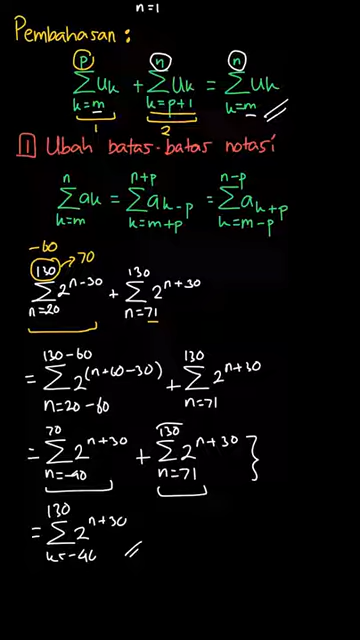 n=1
Pembahasan:
p∑k=m Uk + n∑k=p+1 Uk = n∑k=m Uk
1 2
1 Ubah batas-batas notasi
n∑k=m ak = n+p∑k=m+p ak-p = n-p∑k=m-p ak+p
-60
130 → 70
130∑n=20 2^n-30 + 130∑n=71 2^n+30
= 130-60∑n=20-60 2^(n+60-30) + 130∑n=71 2^n+30
= 70∑n=-40 2^n+30 + 130∑n=71 2^n+30 }
= 130∑k=-40 2^n+30